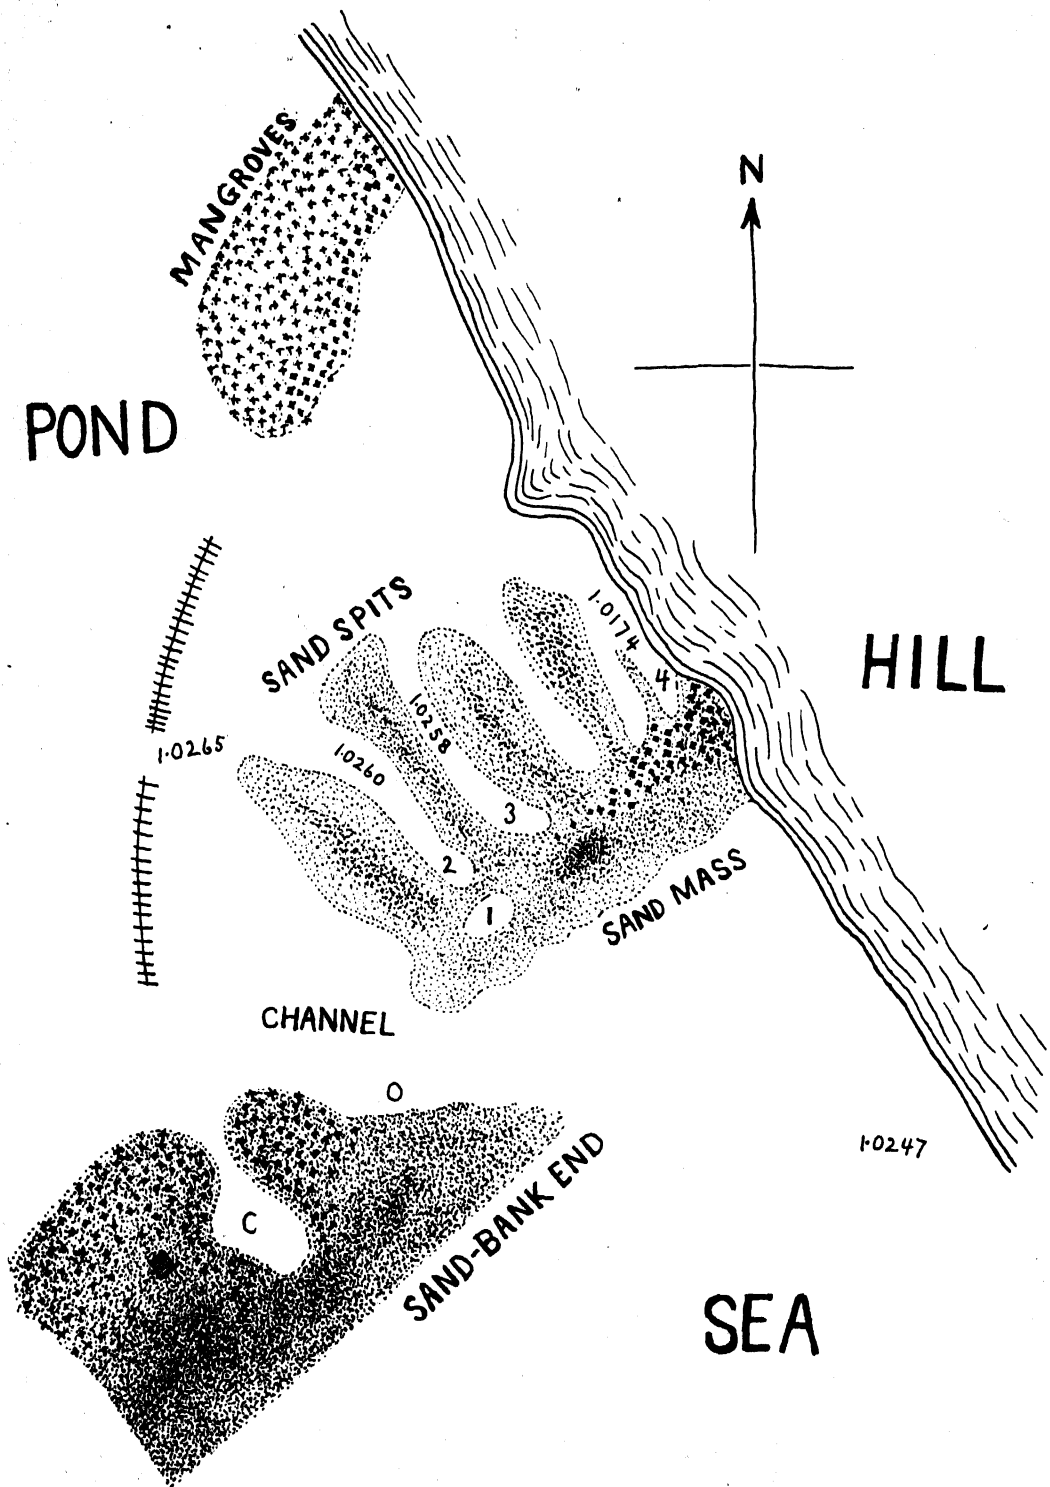 N
MANGROVES
POND
SAND SPITS
1.0174
HILL
4
1.0258
1.0265
1.0260
3
2
1
SAND MASS
CHANNEL
O
1.0247
C
SAND-BANK END
SEA